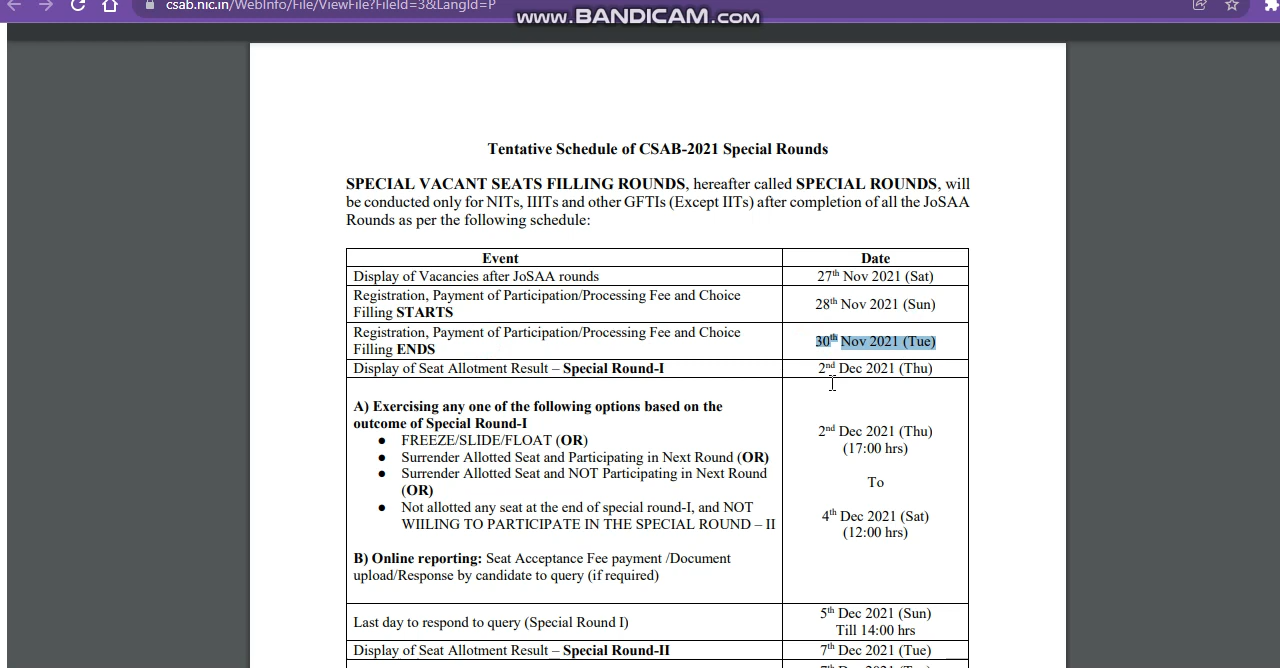 csab.nic.in/WebInfo/File/ViewFile?FileId=3&LangId=P
www.BANDICAM.com
Tentative Schedule of CSAB-2021 Special Rounds
SPECIAL VACANT SEATS FILLING ROUNDS, hereafter called SPECIAL ROUNDS, will
be conducted only for NITs, IIITs and other GFTIs (Except IITs) after completion of all the JoSAA
Rounds as per the following schedule:
Event Date
Display of Vacancies after JoSAA rounds 27th Nov 2021 (Sat)
Registration, Payment of Participation/Processing Fee and Choice
Filling STARTS
28th Nov 2021 (Sun)
Registration, Payment of Participation/Processing Fee and Choice
Filling ENDS
30th Nov 2021 (Tue)
Display of Seat Allotment Result – Special Round-I 2nd Dec 2021 (Thu)
A) Exercising any one of the following options based on the
outcome of Special Round-I
● FREEZE/SLIDE/FLOAT (OR)
● Surrender Allotted Seat and Participating in Next Round (OR)
● Surrender Allotted Seat and NOT Participating in Next Round
(OR)
● Not allotted any seat at the end of special round-I, and NOT
WIILING TO PARTICIPATE IN THE SPECIAL ROUND – II
B) Online reporting: Seat Acceptance Fee payment /Document
upload/Response by candidate to query (if required)
2nd Dec 2021 (Thu)
(17:00 hrs)
To
4th Dec 2021 (Sat)
(12:00 hrs)
Last day to respond to query (Special Round I)
5th Dec 2021 (Sun)
Till 14:00 hrs
Display of Seat Allotment Result – Special Round-II 7th Dec 2021 (Tue)